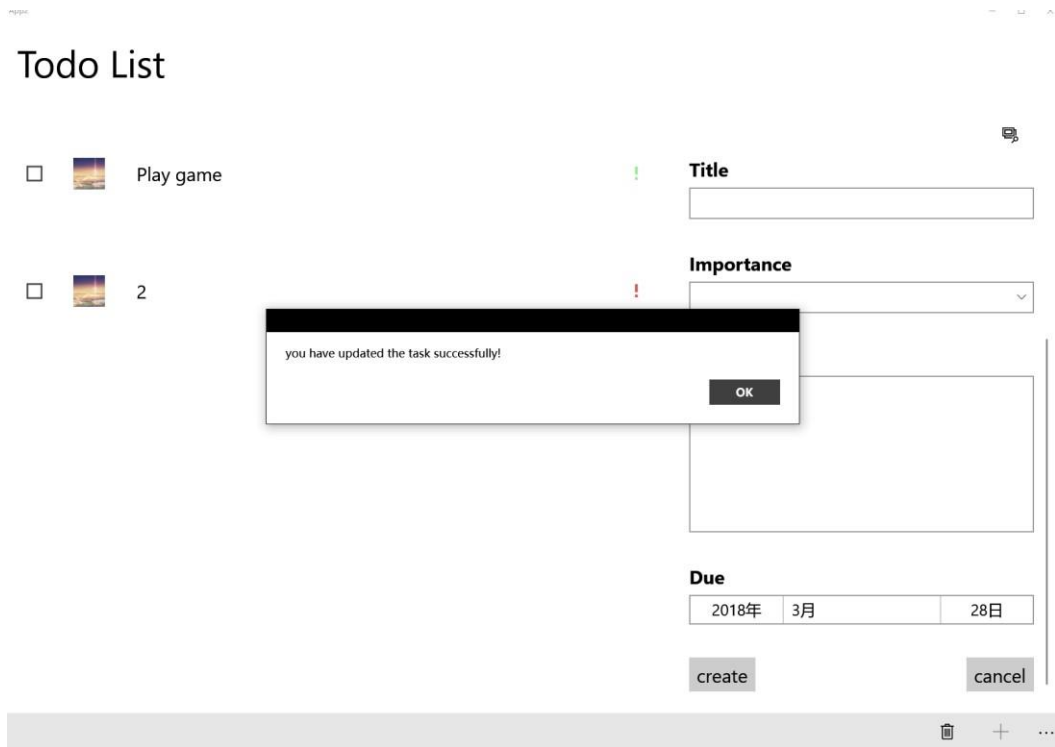 Todo List
Play game
!
Title
Importance
2
!
you have updated the task successfully!
OK
Due
2018年 3月 28日
create
cancel